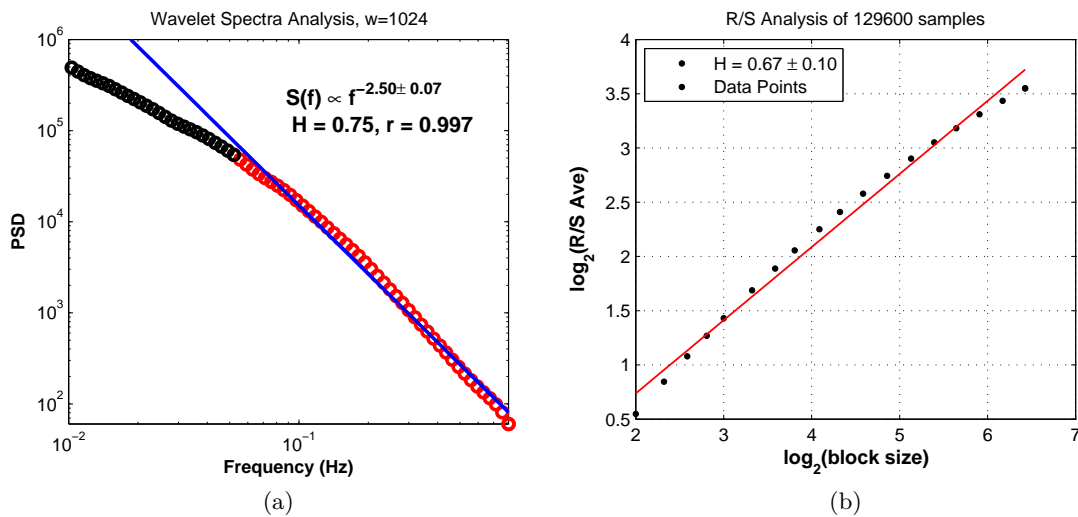 Wavelet Spectra Analysis, w=1024
10^6
10^5
10^4
10^3
10^2
PSD
S(f) ∝ f^−2.50± 0.07
H = 0.75, r = 0.997
10^−2
10^−1
Frequency (Hz)
(a)
R/S Analysis of 129600 samples
4
3.5
3
2.5
2
1.5
1
0.5
log_2(R/S Ave)
H = 0.67 ± 0.10
Data Points
2 3 4 5 6 7
log_2(block size)
(b)